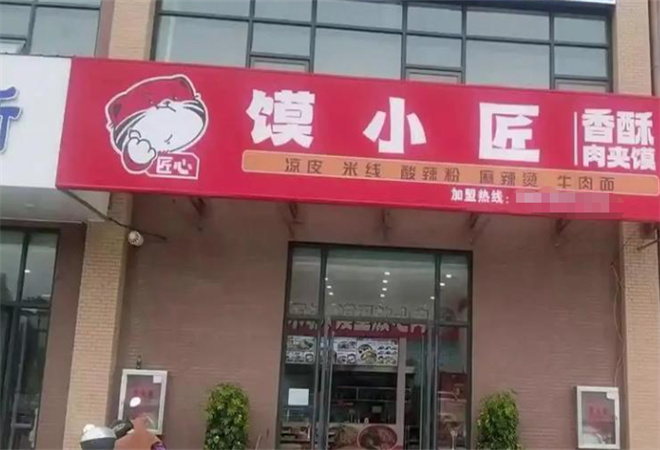 馍小匠
香酥
肉夹馍
匠心
凉皮 米线 酸辣粉 麻辣烫 牛肉面
加盟热线: